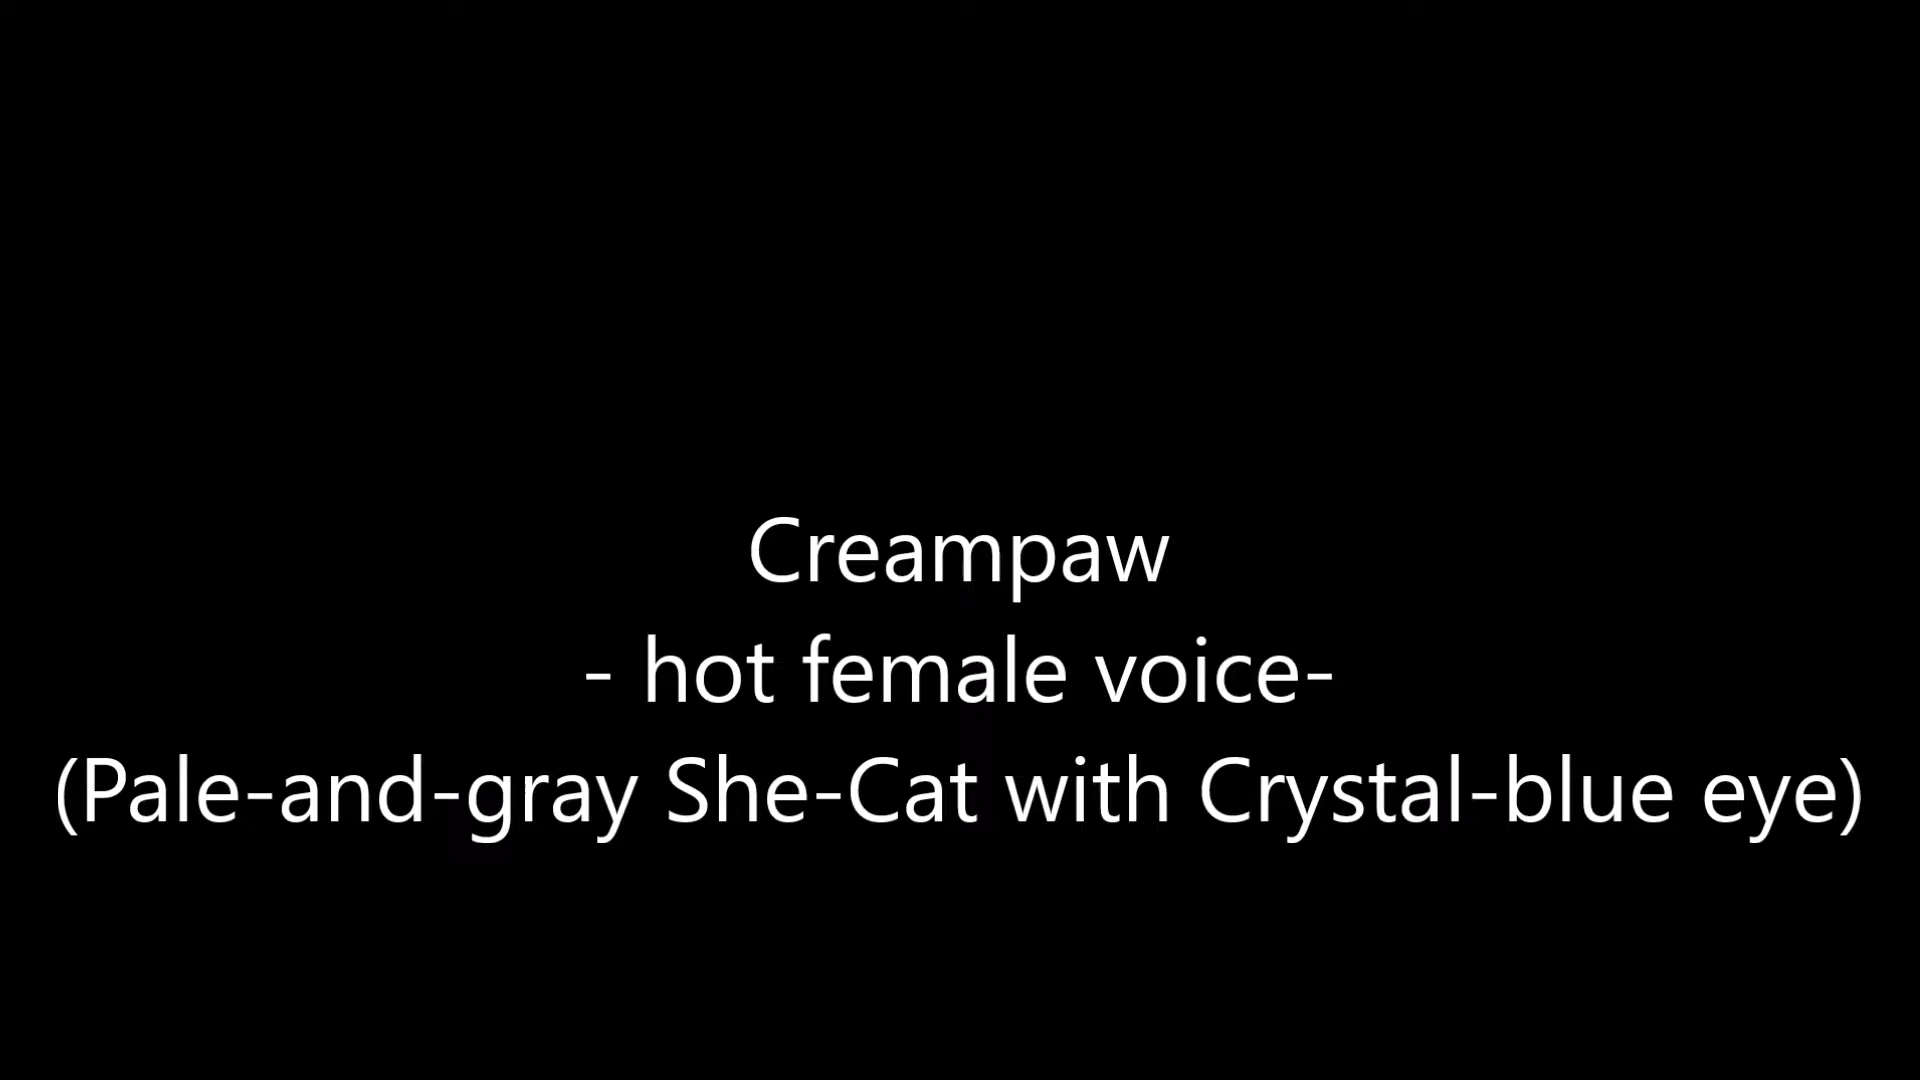 Creampaw
- hot female voice-
(Pale-and-gray She-Cat with Crystal-blue eye)